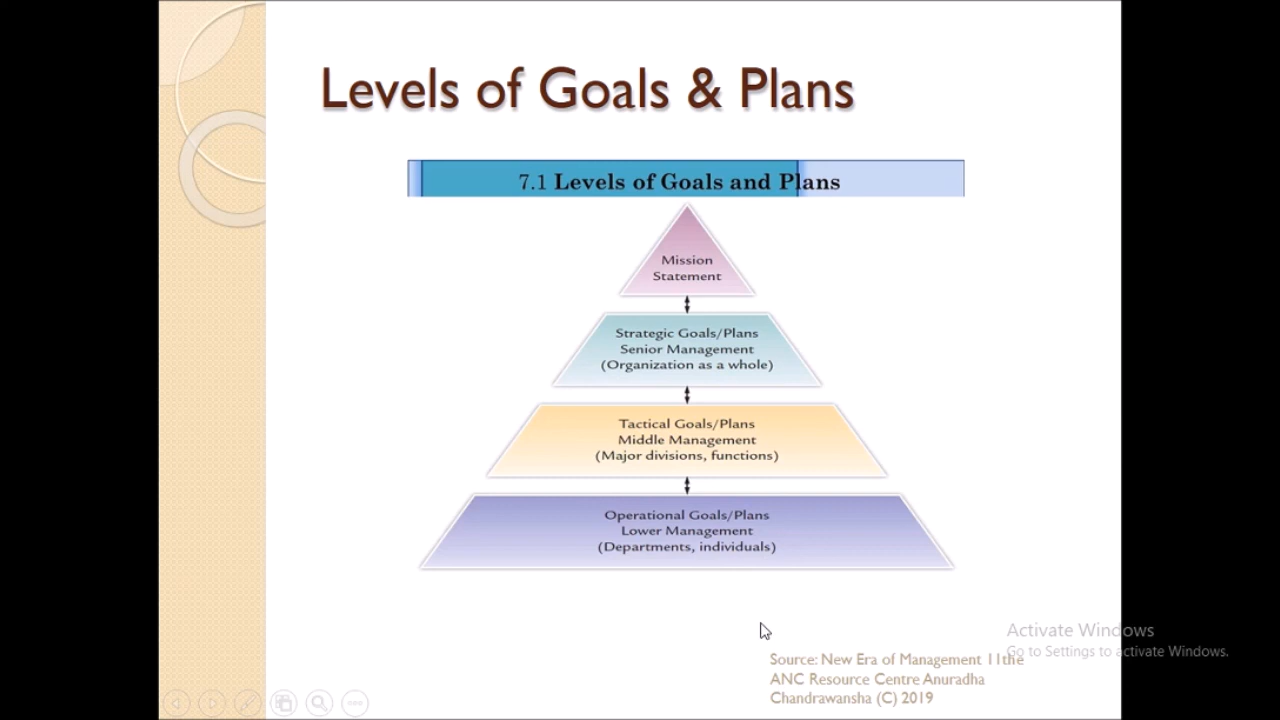 Levels of Goals & Plans
7.1 Levels of Goals and Plans
Mission
Statement
Strategic Goals/Plans
Senior Management
(Organization as a whole)
Tactical Goals/Plans
Middle Management
(Major divisions, functions)
Operational Goals/Plans
Lower Management
(Departments, individuals)
Activate Windows
Go to Settings to activate Windows.
Source: New Era of Management 11the
ANC Resource Centre Anuradha
Chandrawansha (C) 2019